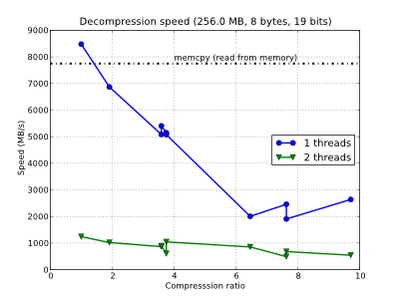 Decompression speed (256.0 MB, 8 bytes, 19 bits)
9000
8000
7000
6000
5000
4000
3000
2000
1000
0
Speed (MB/s)
memcpy (read from memory)
1 threads
2 threads
0 2 4 6 8 10
Compresssion ratio